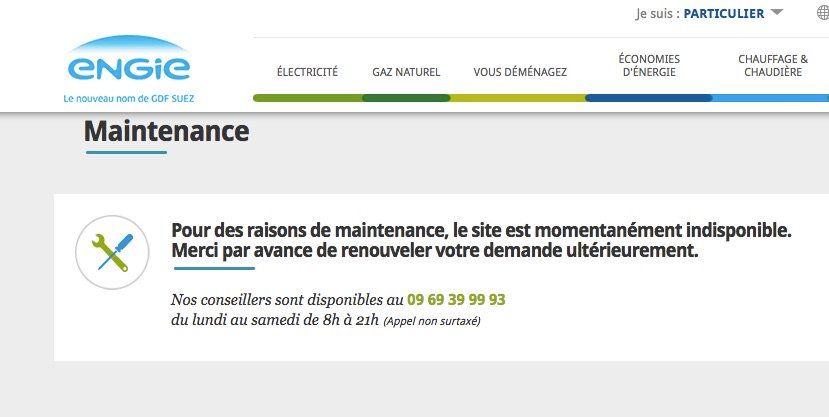 Je suis : PARTICULIER
ENGIE
Le nouveau nom de GDF SUEZ
ÉLECTRICITÉ
GAZ NATUREL
VOUS DÉMÉNAGEZ
ÉCONOMIES
D'ÉNERGIE
CHAUFFAGE &
CHAUDIÈRE
Maintenance
Pour des raisons de maintenance, le site est momentanément indisponible.
Merci par avance de renouveler votre demande ultérieurement.
Nos conseillers sont disponibles au 09 69 39 99 93
du lundi au samedi de 8h à 21h (Appel non surtaxé)